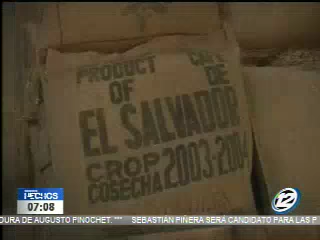 PRODUCT OF
CAFE DE
EL SALVADOR
CROP
COSECHA 2003-2004
HECHOS
07:08
12
DURA DE AUGUSTO PINOCHET. *** SEBASTIÁN PIÑERA SERÁ CANDIDATO PARA LAS P